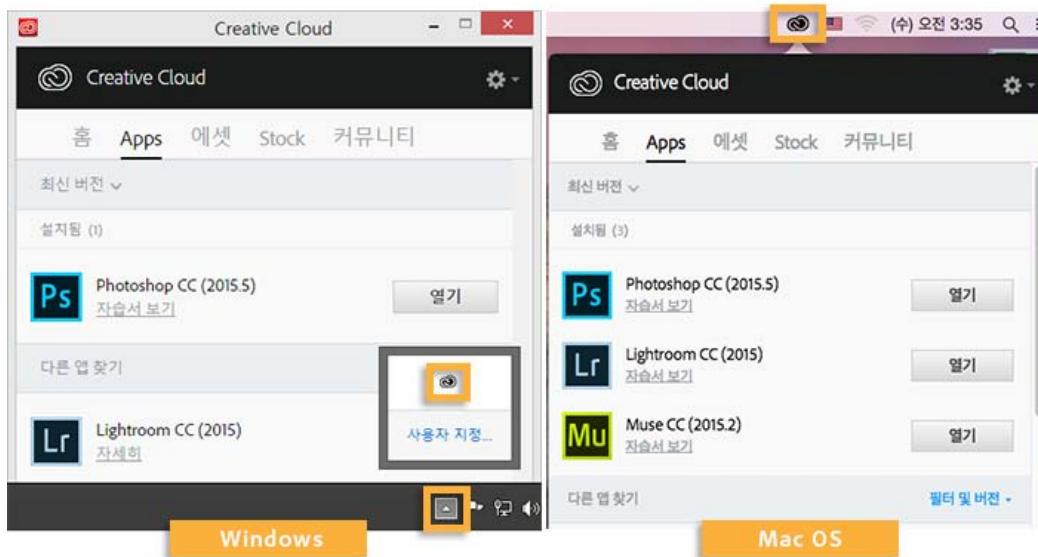 Creative Cloud
Creative Cloud
홈 Apps 에셋 Stock 커뮤니티
최신 버전
설치됨 (1)
Ps
Photoshop CC (2015.5)
자습서 보기
열기
다른 앱 찾기
Lr
Lightroom CC (2015)
자세히
사용자 지정...
Windows
(수) 오전 3:35
Creative Cloud
홈 Apps 에셋 Stock 커뮤니티
최신 버전
설치됨 (3)
Ps
Photoshop CC (2015.5)
자습서 보기
열기
Lr
Lightroom CC (2015)
자습서 보기
열기
Mu
Muse CC (2015.2)
자습서 보기
열기
다른 앱 찾기
필터 및 버전
Mac OS